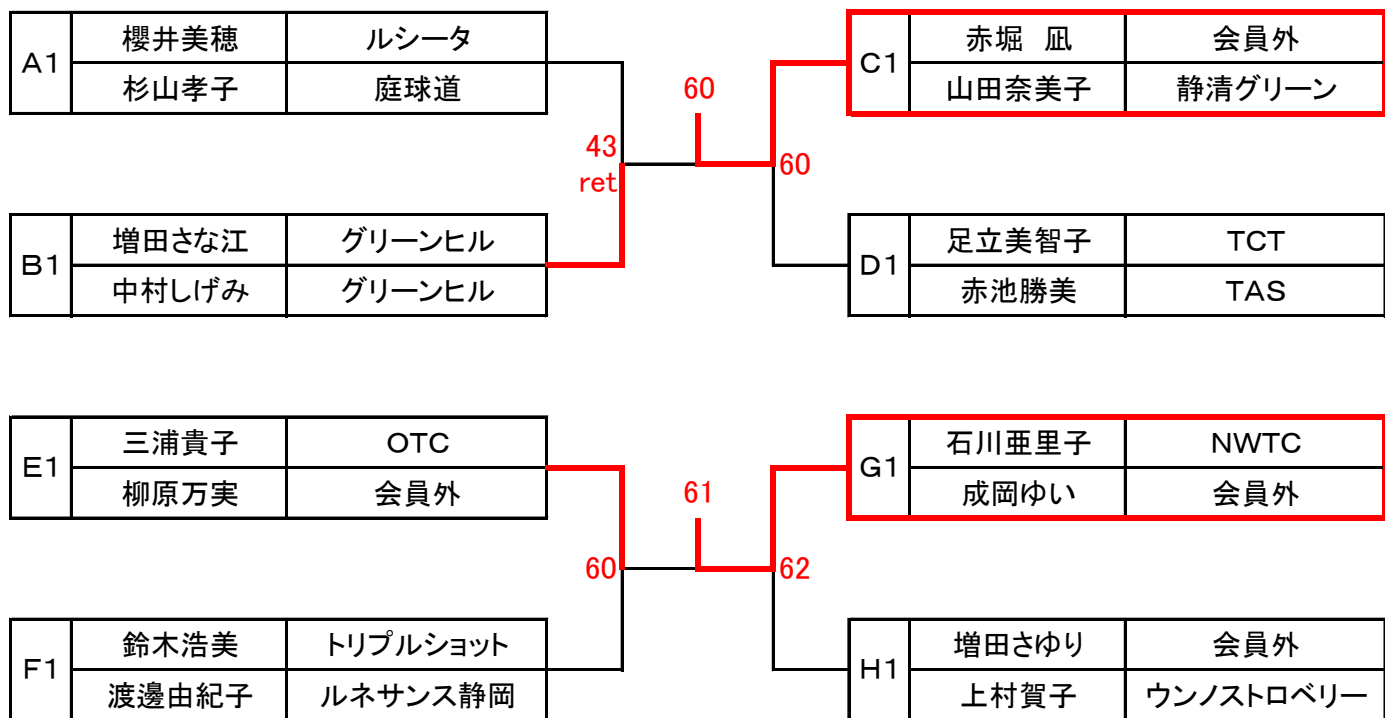 A1 櫻井美穂 ルシータ
杉山孝子 庭球道
60
C1 赤堀　凪 会員外
山田奈美子 静清グリーン
43
ret
60
B1 増田さな江 グリーンヒル
中村しげみ グリーンヒル
D1 足立美智子 TCT
赤池勝美 TAS
E1 三浦貴子 OTC
柳原万実 会員外
61
G1 石川亜里子 NWTC
成岡ゆい 会員外
60
62
F1 鈴木浩美 トリプルショット
渡邊由紀子 ルネサンス静岡
H1 増田さゆり 会員外
上村賀子 ウンノストロベリー